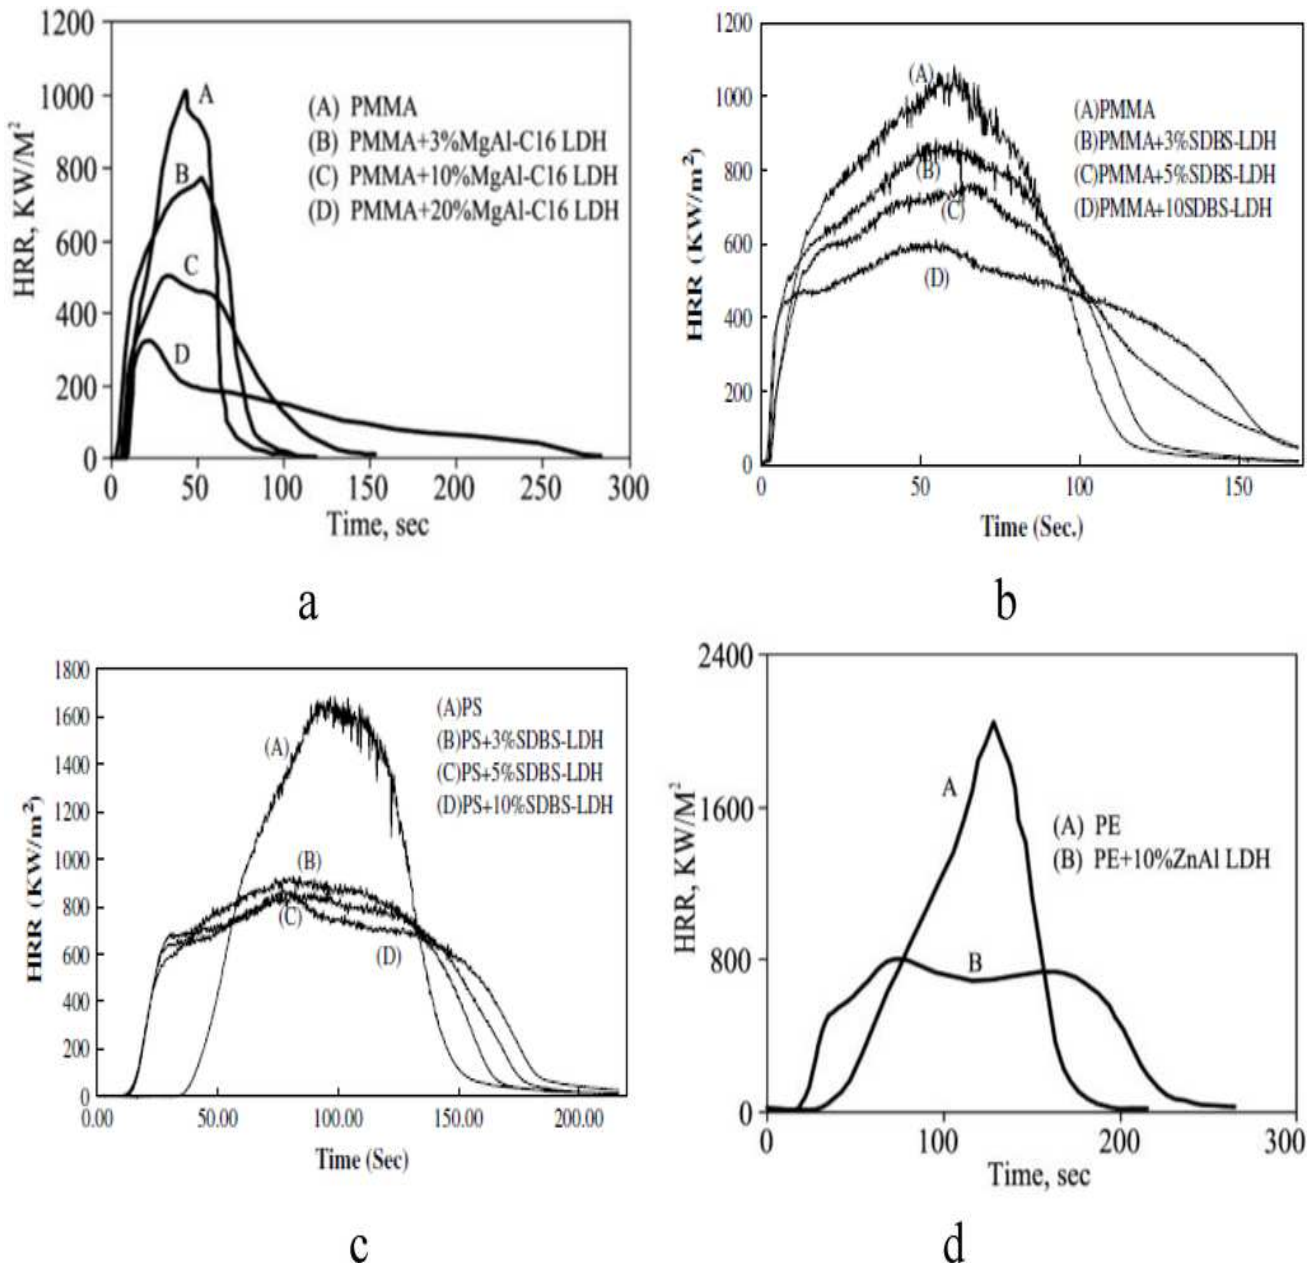 1200
1000
800
600
400
200
0
HRR, KW/M²
A
B
C
D
(A) PMMA
(B) PMMA+3%MgAl-C16 LDH
(C) PMMA+10%MgAl-C16 LDH
(D) PMMA+20%MgAl-C16 LDH
0 50 100 150 200 250 300
Time, sec
a
1200
1000
800
600
400
200
0
HRR (KW/m²)
(A)
(B)
(C)
(D)
(A)PMMA
(B)PMMA+3%SDBS-LDH
(C)PMMA+5%SDBS-LDH
(D)PMMA+10SDBS-LDH
0 50 100 150
Time (Sec.)
b
1800
1600
1400
1200
1000
800
600
400
200
0
HRR (KW/m²)
(A)
(B)
(C)
(D)
(A)PS
(B)PS+3%SDBS-LDH
(C)PS+5%SDBS-LDH
(D)PS+10%SDBS-LDH
0.00 50.00 100.00 150.00 200.00
Time (Sec)
c
2400
1600
800
0
HRR, KW/M²
A
B
(A) PE
(B) PE+10%ZnAl LDH
0 100 200 300
Time, sec
d